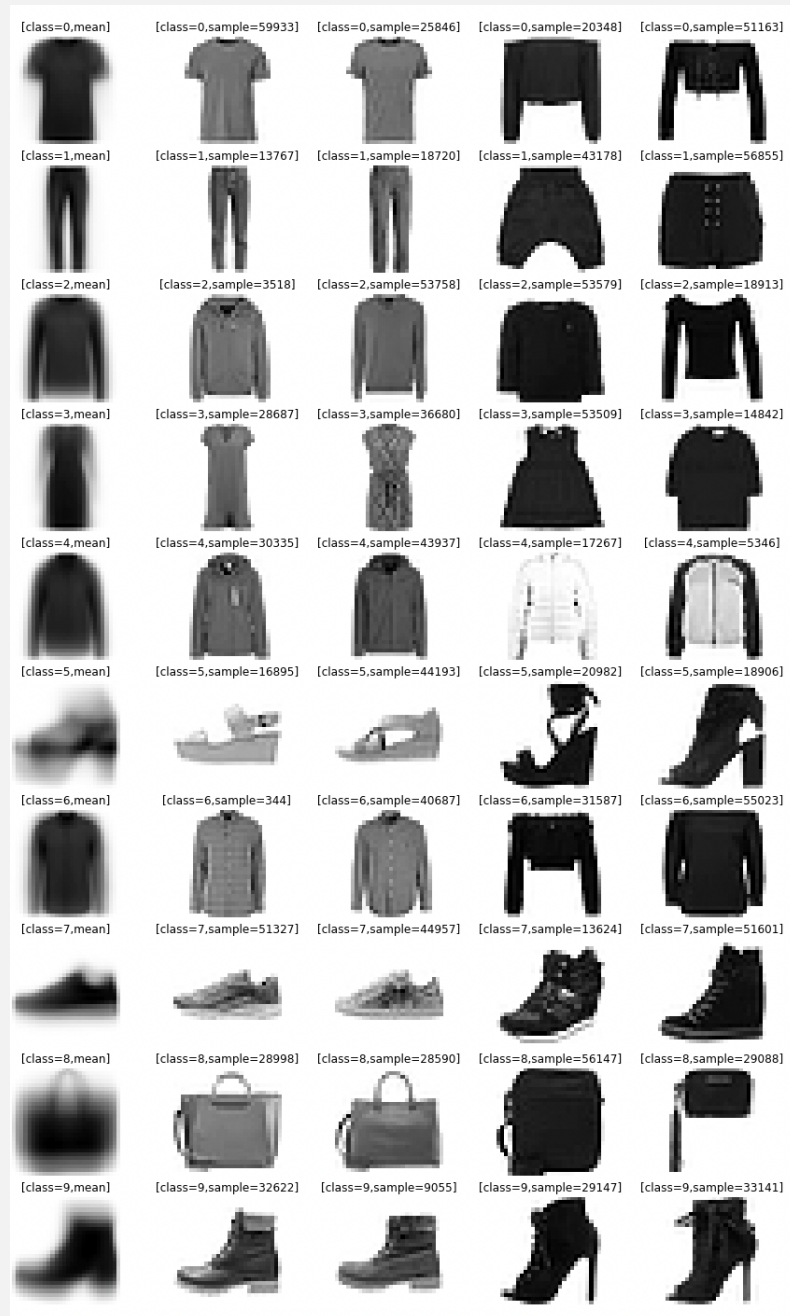 [class=0,mean] [class=0,sample=59933] [class=0,sample=25846] [class=0,sample=20348] [class=0,sample=51163]
[class=1,mean] [class=1,sample=13767] [class=1,sample=18720] [class=1,sample=43178] [class=1,sample=56855]
[class=2,mean] [class=2,sample=3518] [class=2,sample=53758] [class=2,sample=53579] [class=2,sample=18913]
[class=3,mean] [class=3,sample=28687] [class=3,sample=36680] [class=3,sample=53509] [class=3,sample=14842]
[class=4,mean] [class=4,sample=30335] [class=4,sample=43937] [class=4,sample=17267] [class=4,sample=5346]
[class=5,mean] [class=5,sample=16895] [class=5,sample=44193] [class=5,sample=20982] [class=5,sample=18906]
[class=6,mean] [class=6,sample=344] [class=6,sample=40687] [class=6,sample=31587] [class=6,sample=55023]
[class=7,mean] [class=7,sample=51327] [class=7,sample=44957] [class=7,sample=13624] [class=7,sample=51601]
[class=8,mean] [class=8,sample=28998] [class=8,sample=28590] [class=8,sample=56147] [class=8,sample=29088]
[class=9,mean] [class=9,sample=32622] [class=9,sample=9055] [class=9,sample=29147] [class=9,sample=33141]